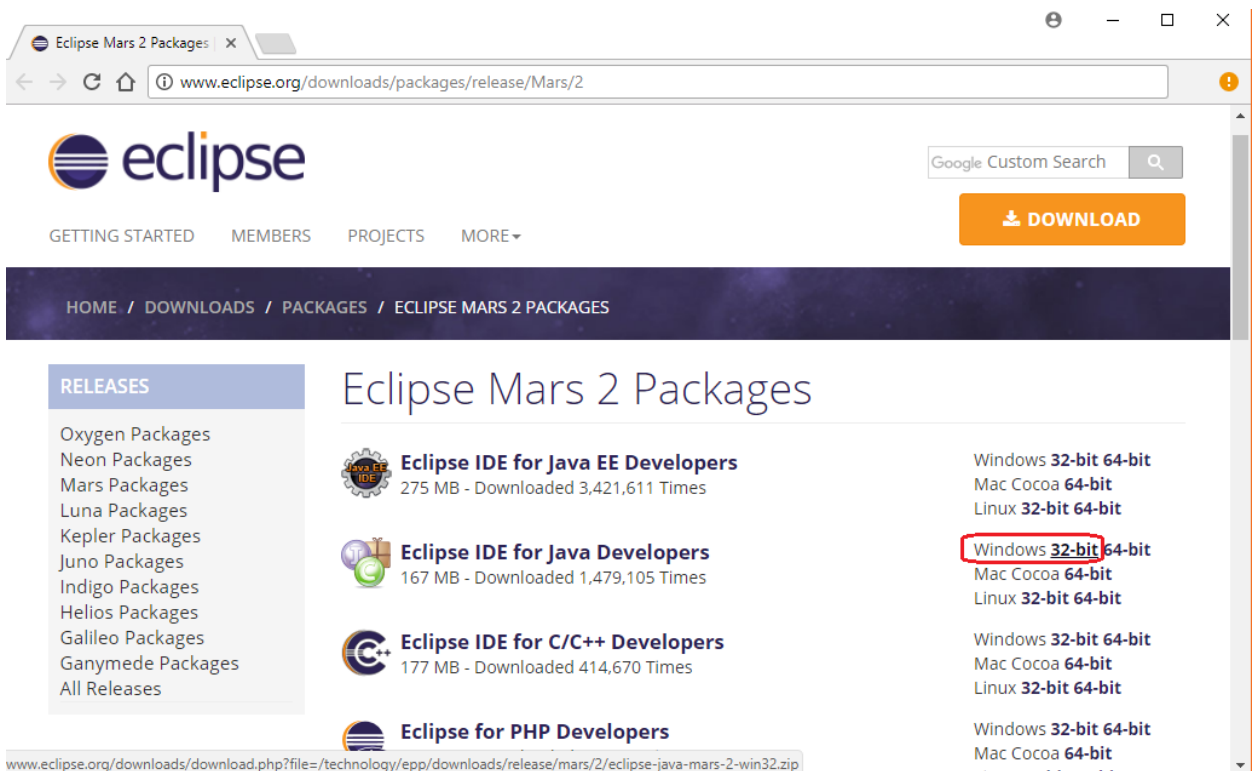 Eclipse Mars 2 Packages
www.eclipse.org/downloads/packages/release/Mars/2
eclipse
Google Custom Search
DOWNLOAD
GETTING STARTED MEMBERS PROJECTS MORE
HOME / DOWNLOADS / PACKAGES / ECLIPSE MARS 2 PACKAGES
RELEASES
Oxygen Packages
Neon Packages
Mars Packages
Luna Packages
Kepler Packages
Juno Packages
Indigo Packages
Helios Packages
Galileo Packages
Ganymede Packages
All Releases
Eclipse Mars 2 Packages
Java EE
IDE
Eclipse IDE for Java EE Developers
275 MB - Downloaded 3,421,611 Times
Windows 32-bit 64-bit
Mac Cocoa 64-bit
Linux 32-bit 64-bit
J
C
Eclipse IDE for Java Developers
167 MB - Downloaded 1,479,105 Times
Windows 32-bit 64-bit
Mac Cocoa 64-bit
Linux 32-bit 64-bit
C++
Eclipse IDE for C/C++ Developers
177 MB - Downloaded 414,670 Times
Windows 32-bit 64-bit
Mac Cocoa 64-bit
Linux 32-bit 64-bit
Eclipse for PHP Developers
Windows 32-bit 64-bit
Mac Cocoa 64-bit
www.eclipse.org/downloads/download.php?file=/technology/epp/downloads/release/mars/2/eclipse-java-mars-2-win32.zip